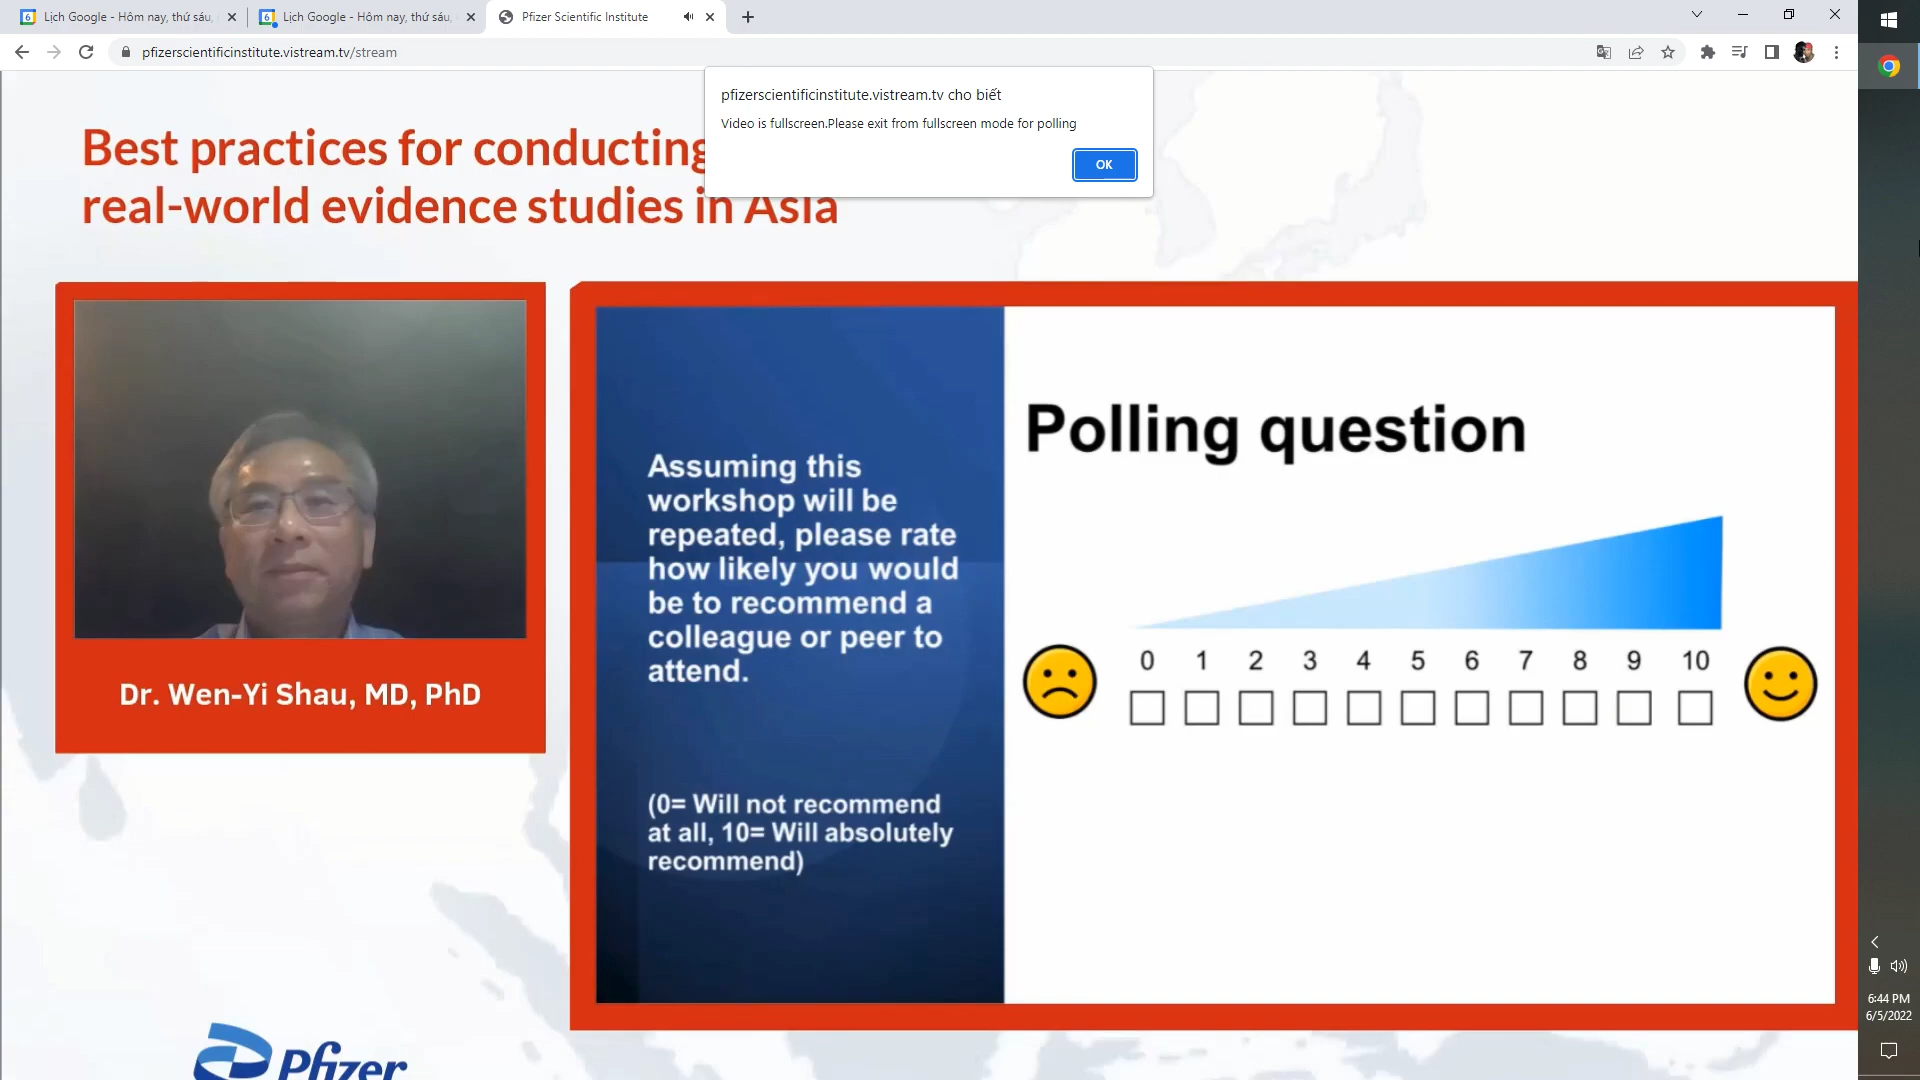 Lịch Google - Hôm nay, thứ sáu,
Lịch Google - Hôm nay, thứ sáu,
Pfizer Scientific Institute
pfizerscientificinstitute.vistream.tv/stream
pfizerscientificinstitute.vistream.tv cho biết
Video is fullscreen.Please exit from fullscreen mode for polling
OK
Best practices for conducting
real-world evidence studies in Asia
Dr. Wen-Yi Shau, MD, PhD
Assuming this
workshop will be
repeated, please rate
how likely you would
be to recommend a
colleague or peer to
attend.
(0= Will not recommend
at all, 10= Will absolutely
recommend)
Polling question
0 1 2 3 4 5 6 7 8 9 10
Pfizer
6:44 PM
6/5/2022